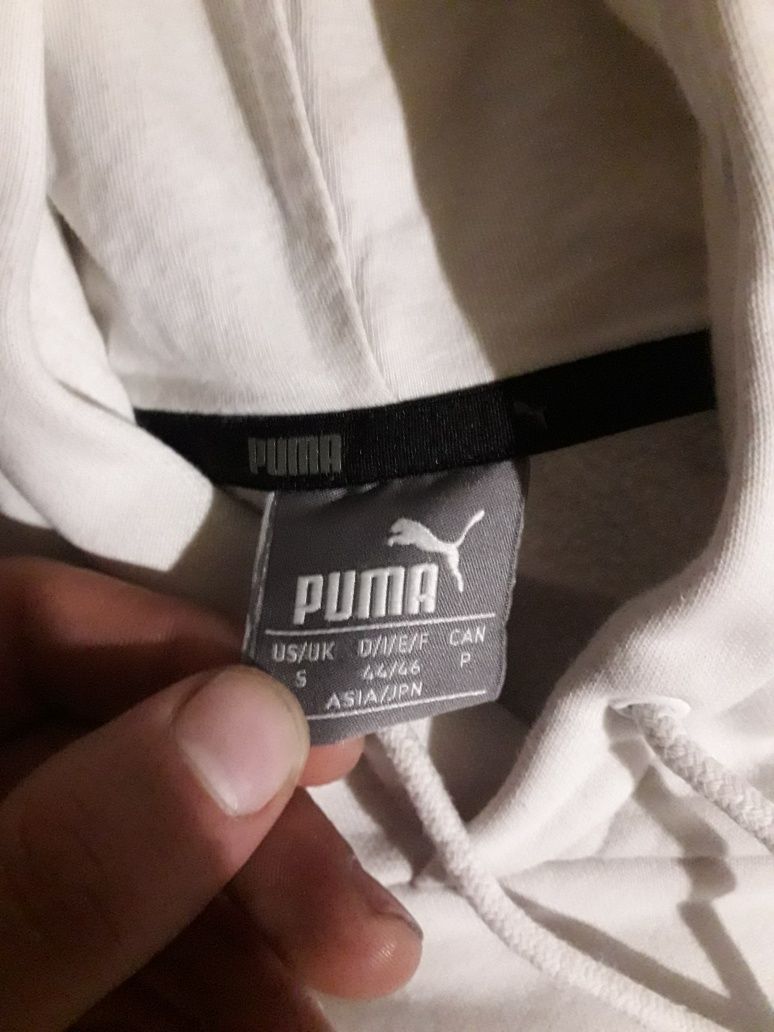 PUMA
PUMA
US/UK D/I/E/F CAN
S 44/46 P
ASIA/JPN